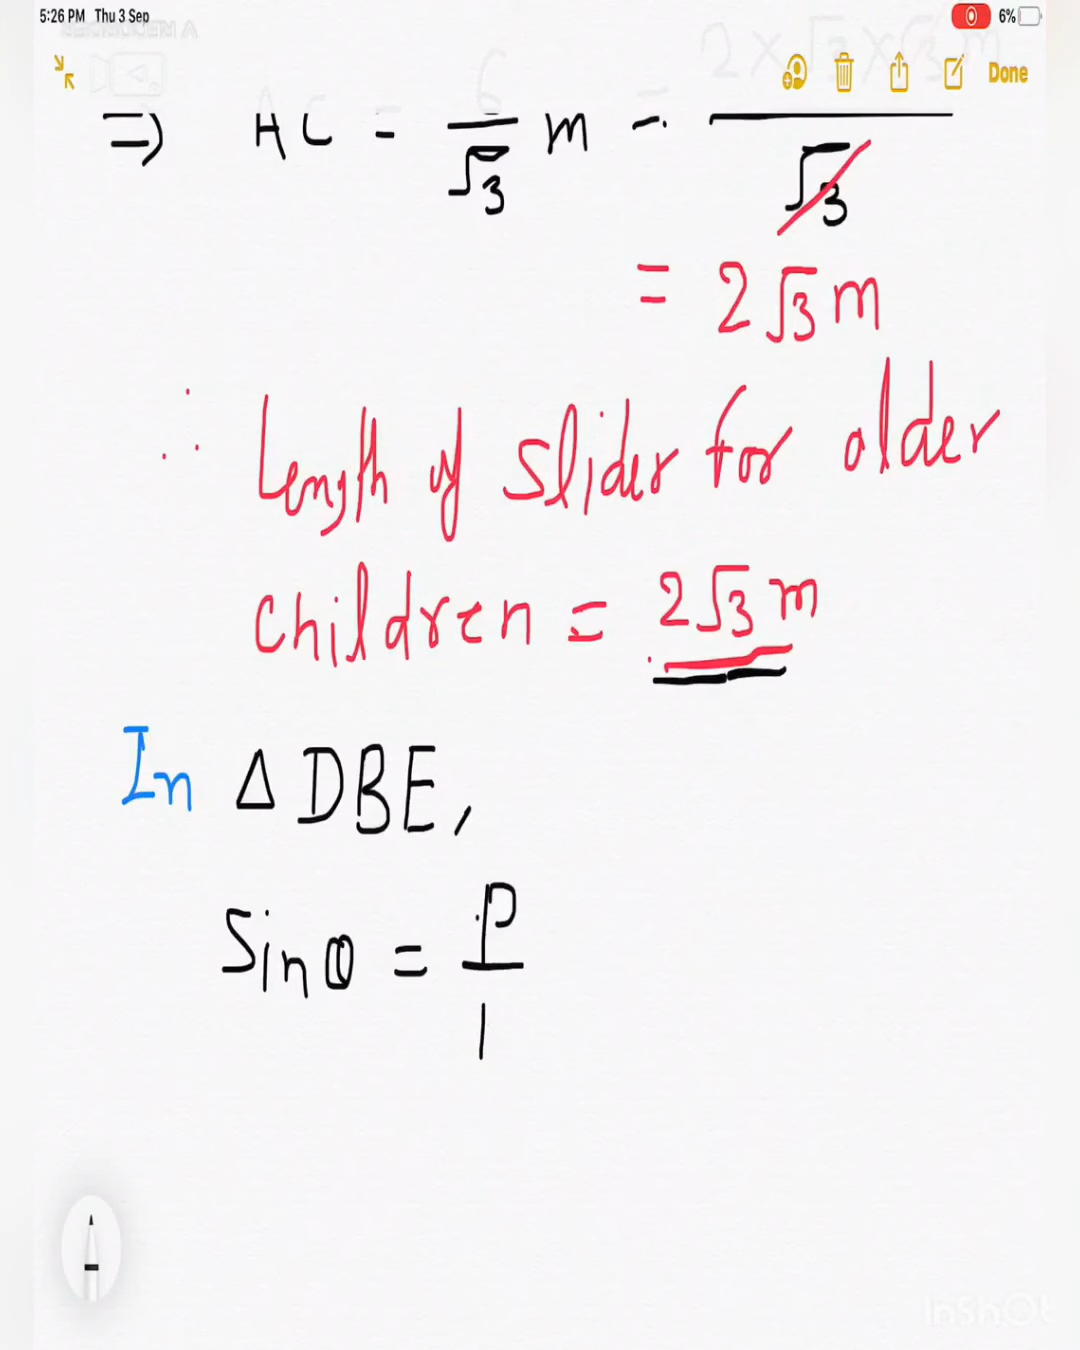 5:26 PM Thu 3 Sep 6%
Done
=) AC = 6/√3 m = 2×√3×√3 m/√3
= 2√3 m
∴ Length of slider for older
children = 2√3 m
In Δ DBE,
Sinθ = P
InShOt